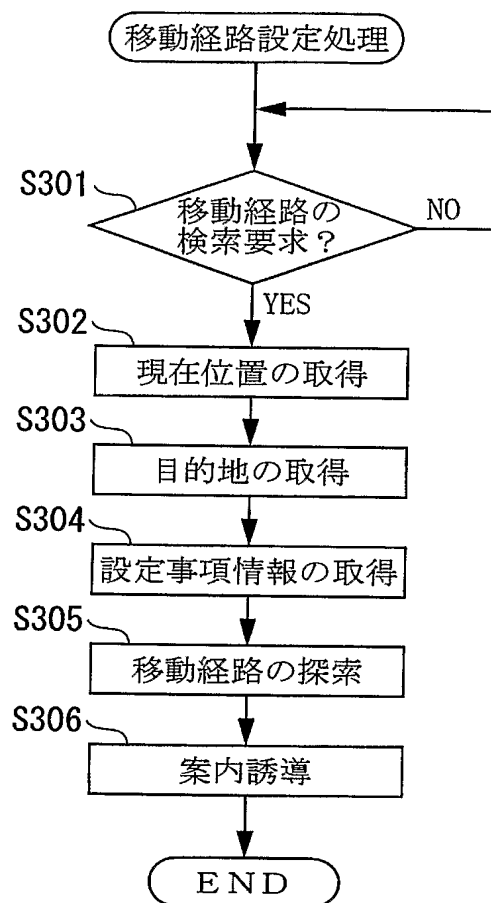 移動経路設定処理
S301
移動経路の
検索要求？
NO
YES
S302
現在位置の取得
S303
目的地の取得
S304
設定事項情報の取得
S305
移動経路の探索
S306
案内誘導
END